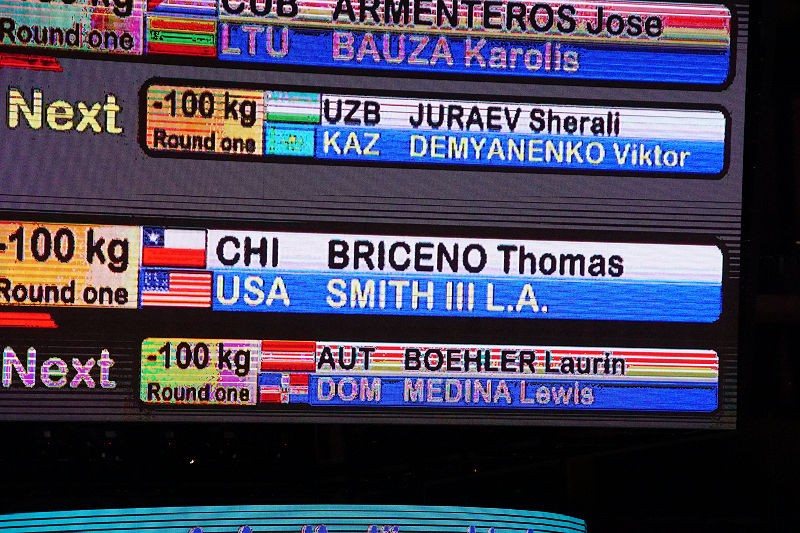 kg CUB ARMENTEROS Jose
Round one LTU BAUZA Karolis
Next -100 kg UZB JURAEV Sherali
Round one KAZ DEMYANENKO Viktor
-100 kg CHI BRICENO Thomas
Round one USA SMITH III L.A.
Next -100 kg AUT BOEHLER Laurin
Round one DOM MEDINA Lewis